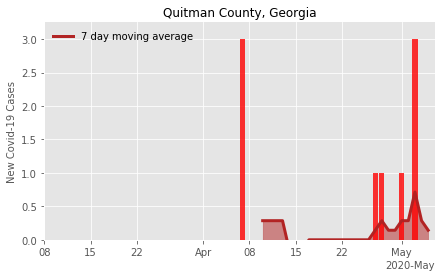 Quitman County, Georgia
7 day moving average
New Covid-19 Cases
3.0
2.5
2.0
1.5
1.0
0.5
0.0
08 15 22 Apr 08 15 22 May
2020-May